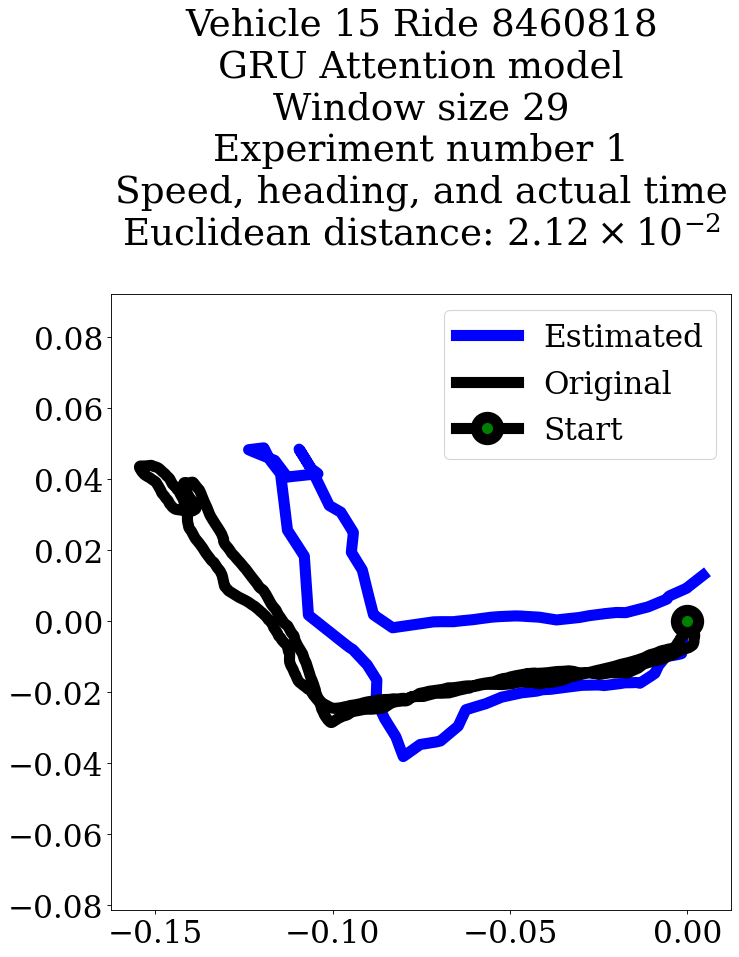 Vehicle 15 Ride 8460818
GRU Attention model
Window size 29
Experiment number 1
Speed, heading, and actual time
Euclidean distance: 2.12 × 10⁻²
Estimated
Original
Start
0.08
0.06
0.04
0.02
0.00
−0.02
−0.04
−0.06
−0.08
−0.15 −0.10 −0.05 0.00